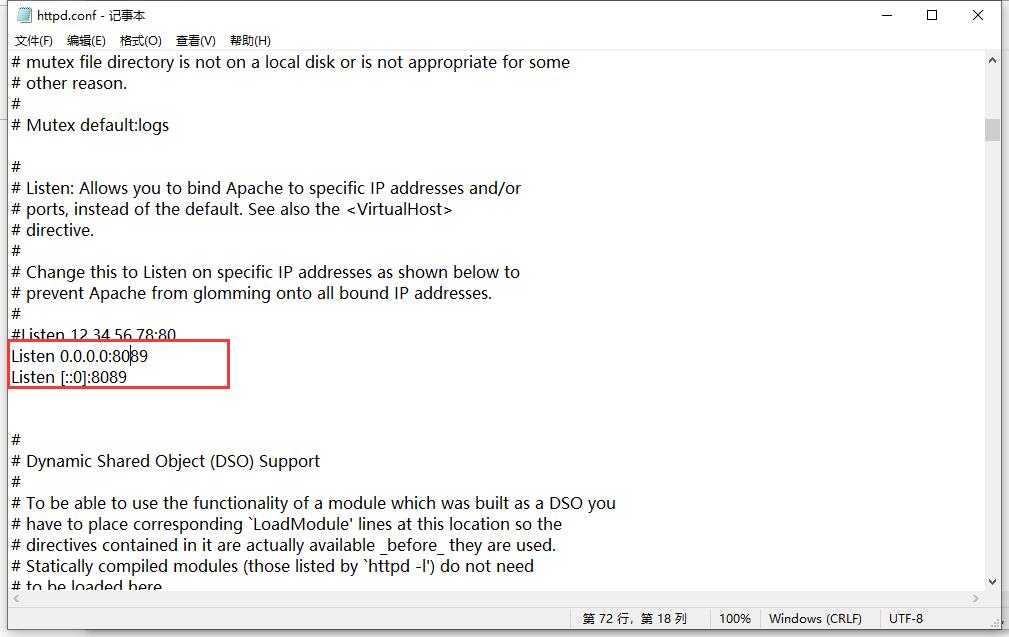 httpd.conf - 记事本
文件(F) 编辑(E) 格式(O) 查看(V) 帮助(H)
# mutex file directory is not on a local disk or is not appropriate for some
# other reason.
#
# Mutex default:logs
#
# Listen: Allows you to bind Apache to specific IP addresses and/or
# ports, instead of the default. See also the <VirtualHost>
# directive.
#
# Change this to Listen on specific IP addresses as shown below to
# prevent Apache from glomming onto all bound IP addresses.
#
#Listen 12.34.56.78:80
Listen 0.0.0.0:8089
Listen [::0]:8089
#
# Dynamic Shared Object (DSO) Support
#
# To be able to use the functionality of a module which was built as a DSO you
# have to place corresponding `LoadModule' lines at this location so the
# directives contained in it are actually available _before_ they are used.
# Statically compiled modules (those listed by `httpd -l') do not need
# to be loaded here.
第 72 行，第 18 列 100% Windows (CRLF) UTF-8